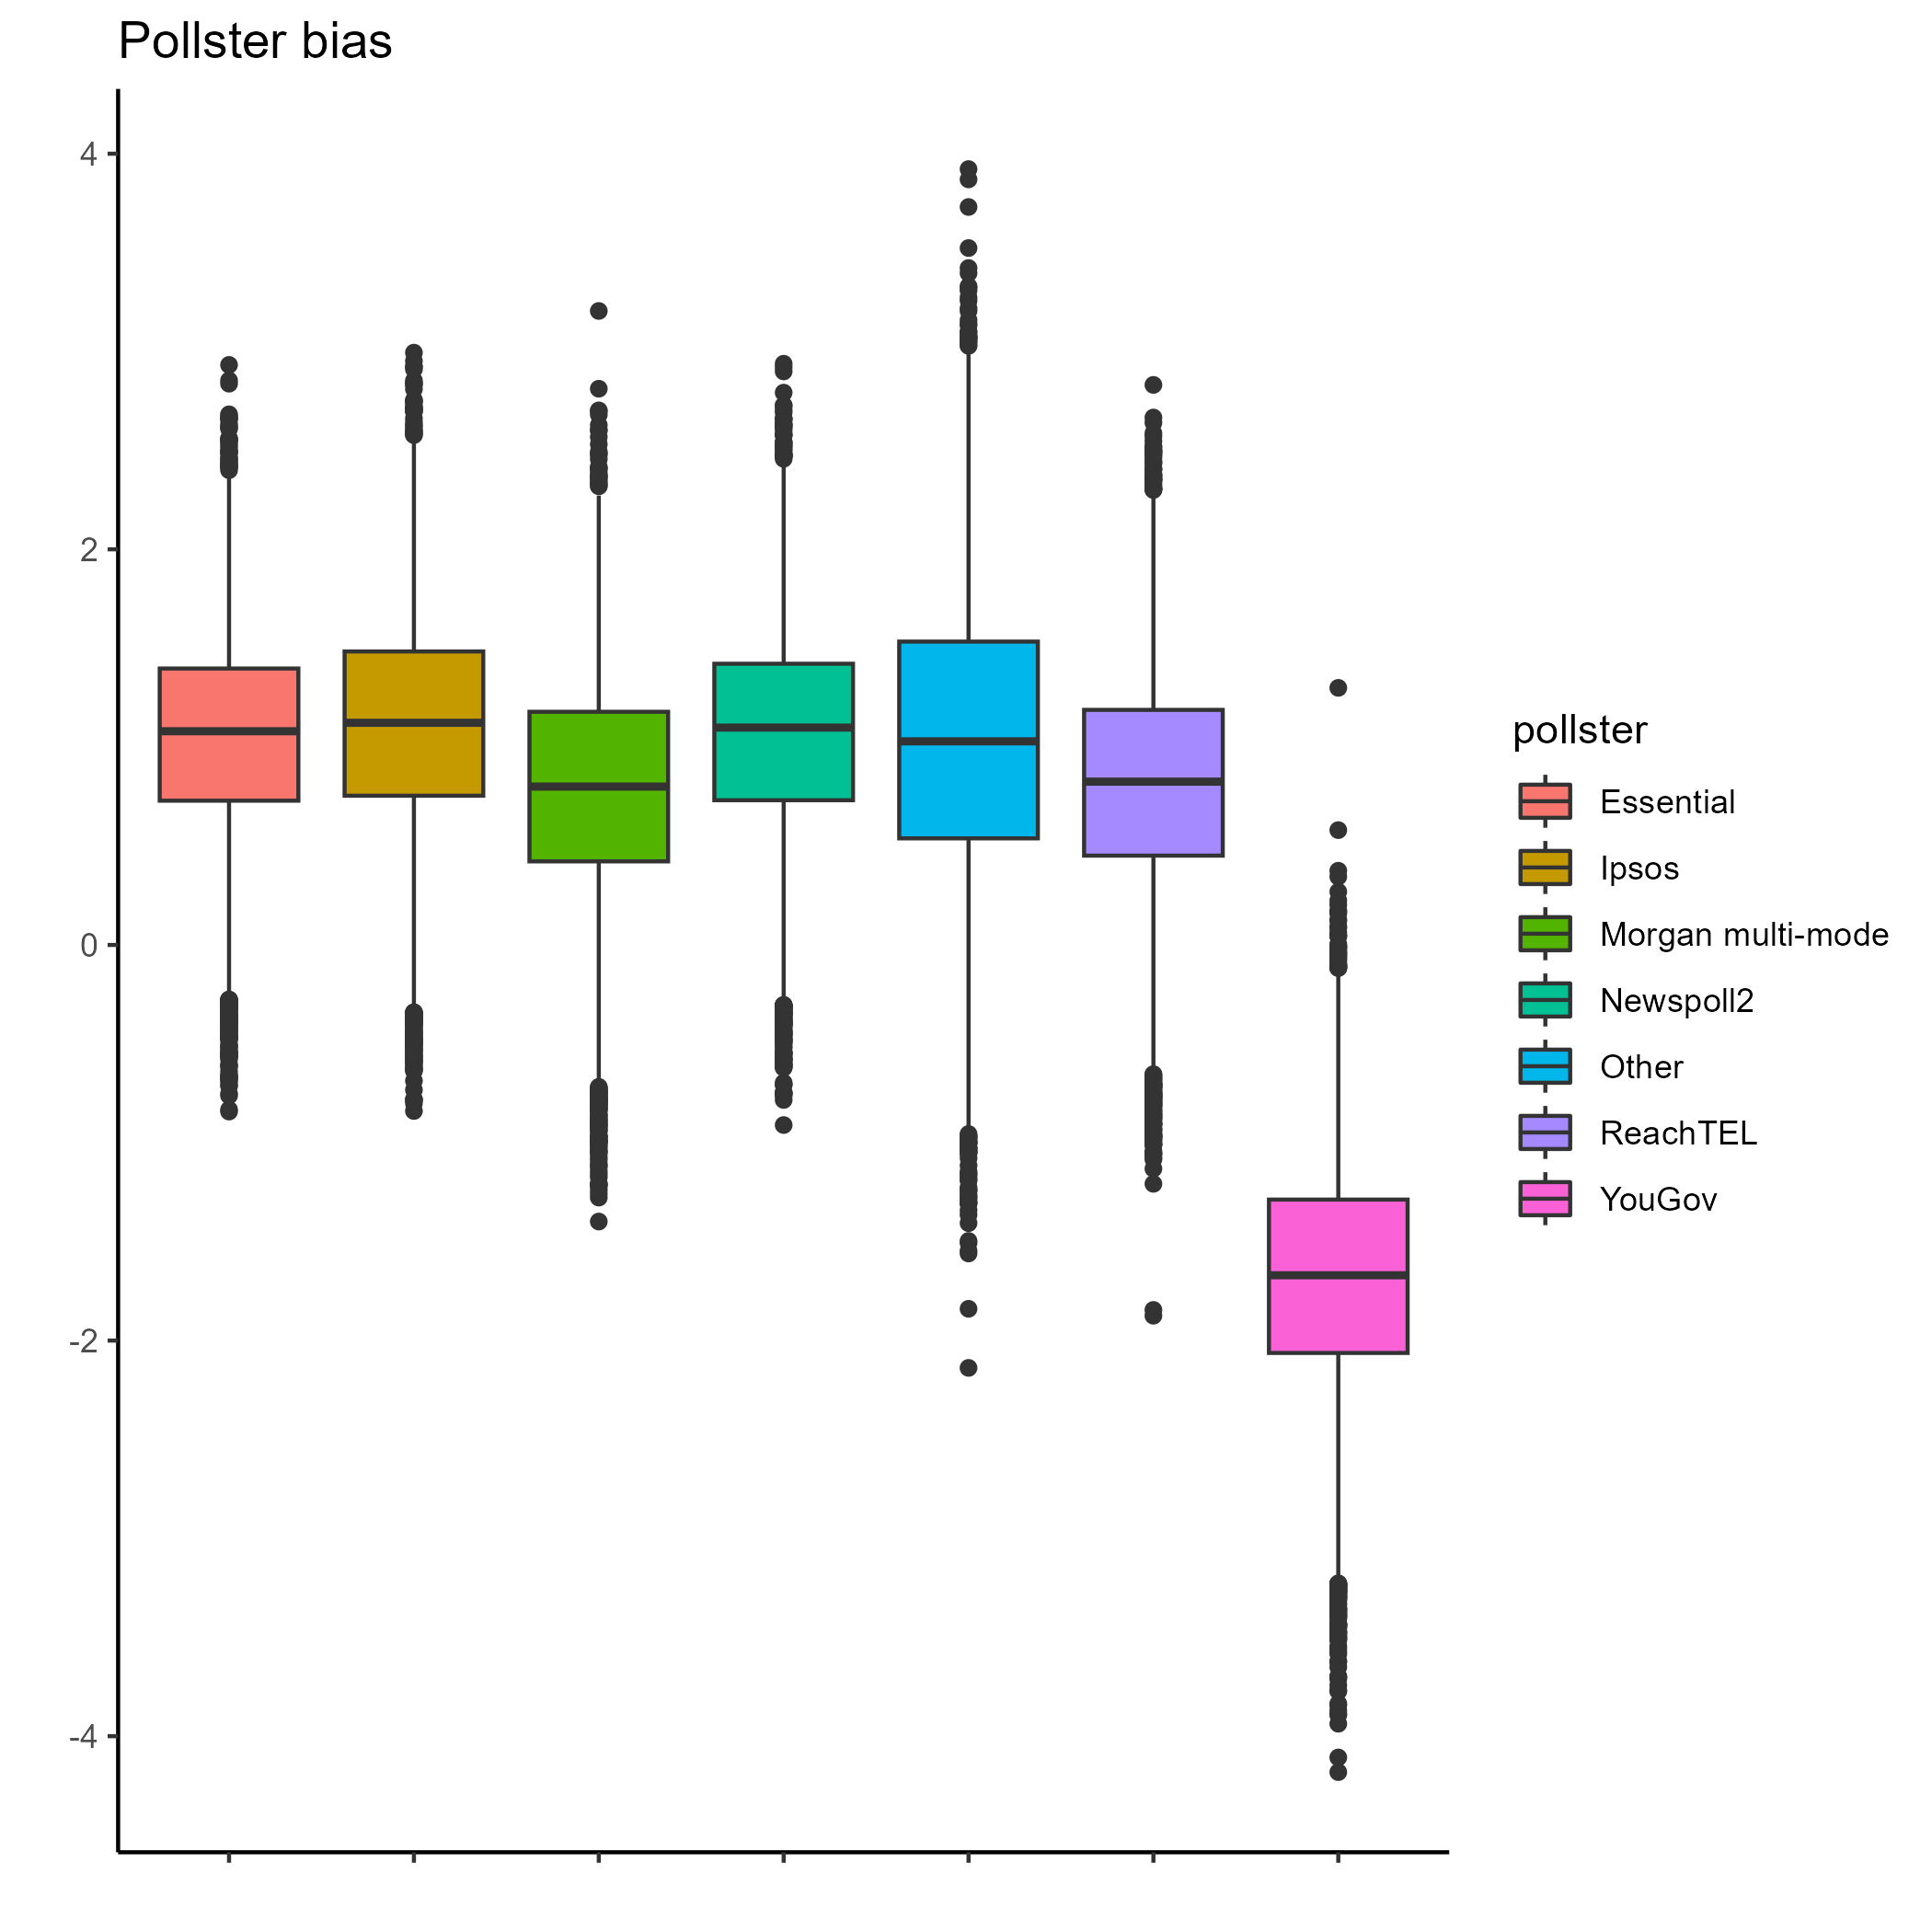 Pollster bias
4
2
0
-2
-4
pollster
Essential
Ipsos
Morgan multi-mode
Newspoll2
Other
ReachTEL
YouGov